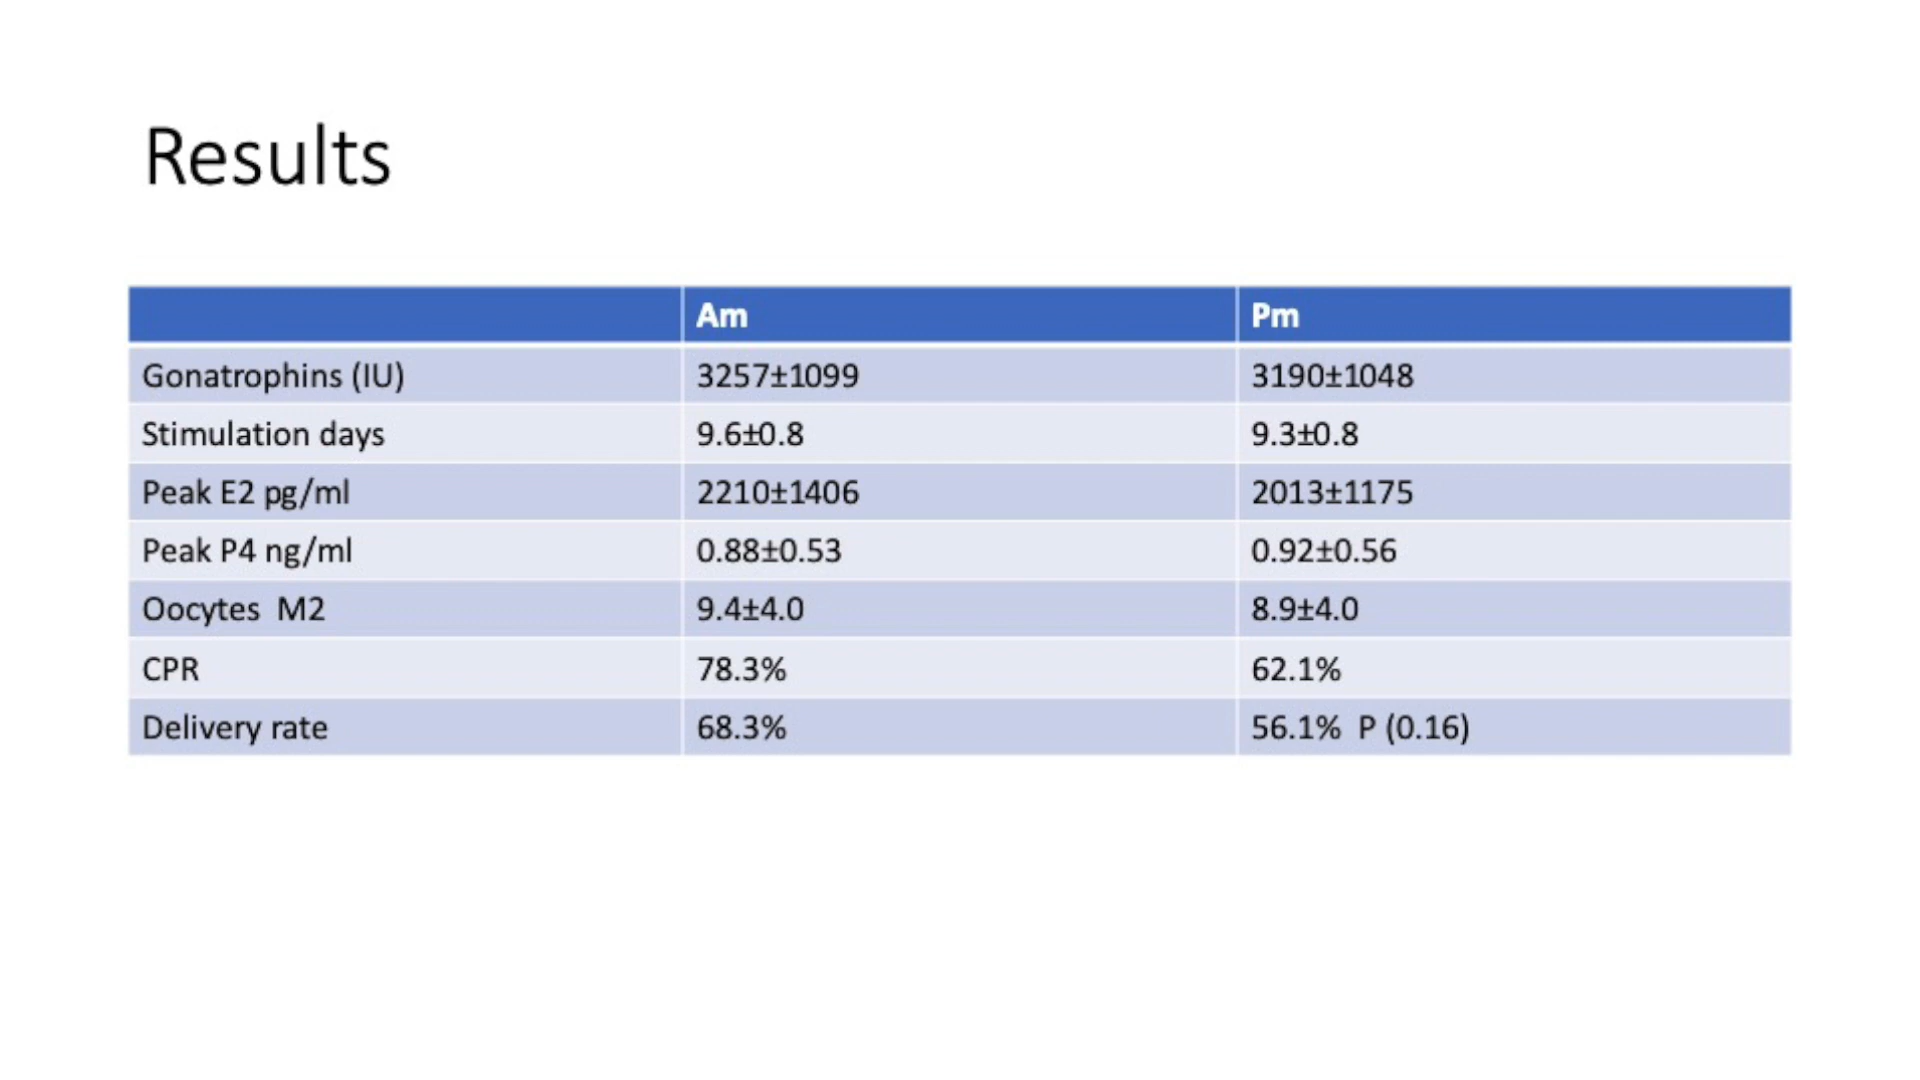 Results
Am Pm
Gonatrophins (IU) 3257±1099 3190±1048
Stimulation days 9.6±0.8 9.3±0.8
Peak E2 pg/ml 2210±1406 2013±1175
Peak P4 ng/ml 0.88±0.53 0.92±0.56
Oocytes M2 9.4±4.0 8.9±4.0
CPR 78.3% 62.1%
Delivery rate 68.3% 56.1% P (0.16)